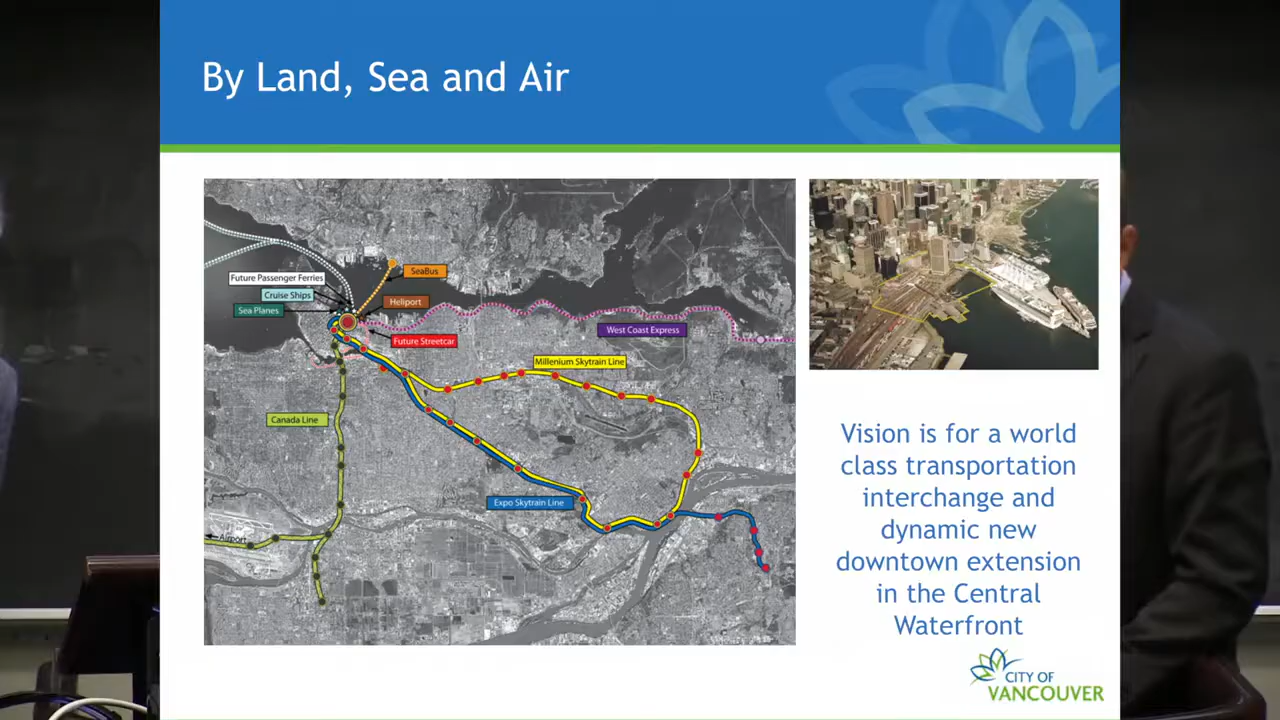 By Land, Sea and Air
SeaBus
Future Passenger Ferries
Cruise Ships
Heliport
Sea Planes
West Coast Express
Future Streetcar
Millenium Skytrain Line
Canada Line
Expo Skytrain Line
Airport
Vision is for a world
class transportation
interchange and
dynamic new
downtown extension
in the Central
Waterfront
CITY OF
VANCOUVER